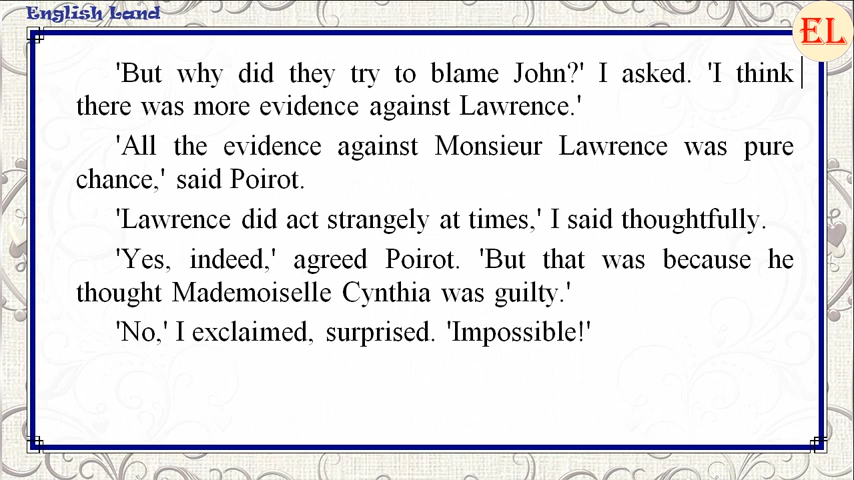 English Land
EL
'But why did they try to blame John?' I asked. 'I think
there was more evidence against Lawrence.'
'All the evidence against Monsieur Lawrence was pure
chance,' said Poirot.
'Lawrence did act strangely at times,' I said thoughtfully.
'Yes, indeed,' agreed Poirot. 'But that was because he
thought Mademoiselle Cynthia was guilty.'
'No,' I exclaimed, surprised. 'Impossible!'